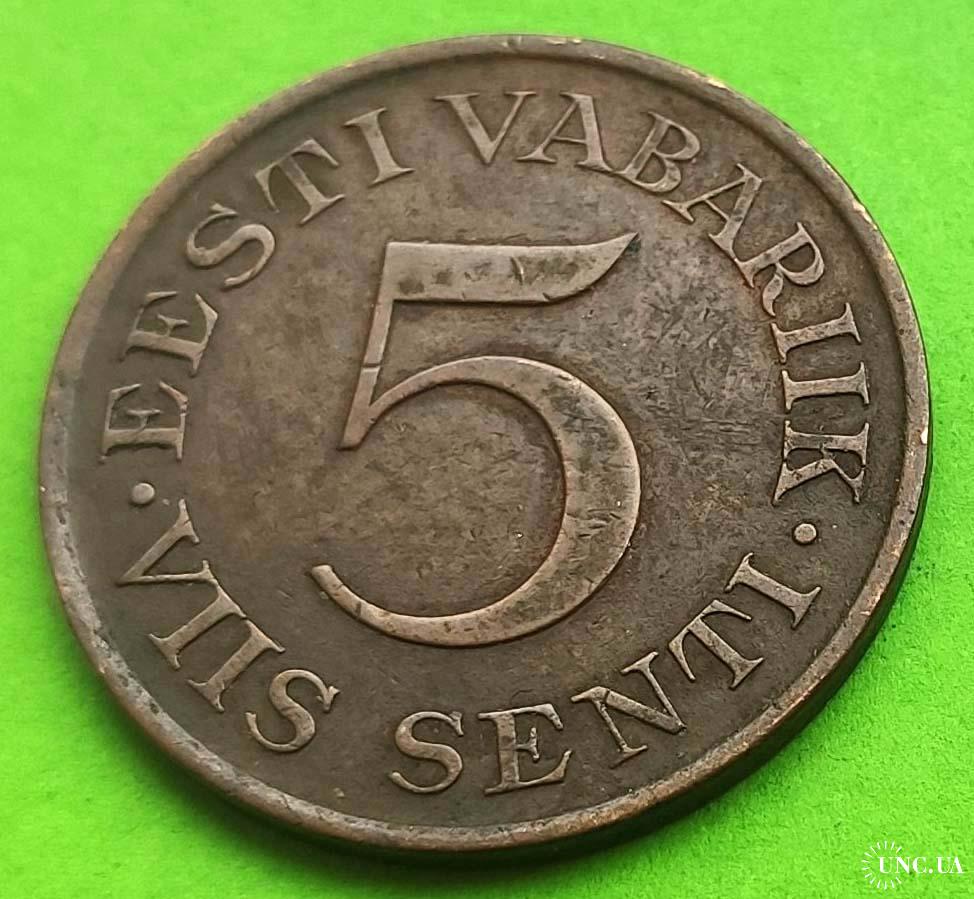 · EESTI VABARIIK ·
5
VIIS SENTI
UNC.UA